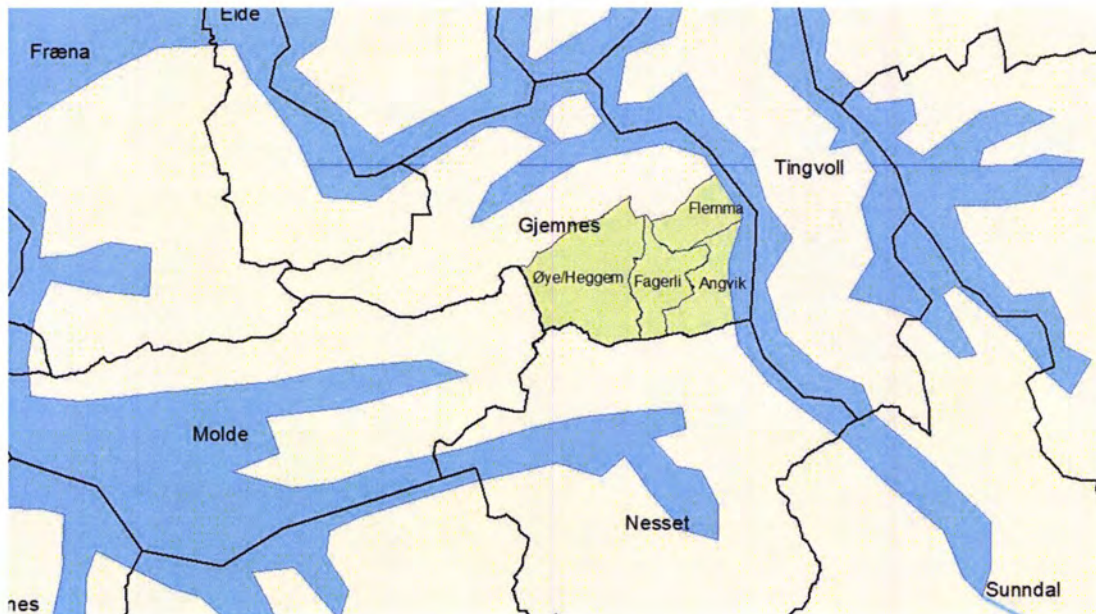 Eide
Fræna
Tingvoll
Flemma
Gjemnes
Øye/Heggem
Fagerli
Angvik
Molde
Nesset
Sunndal
nes